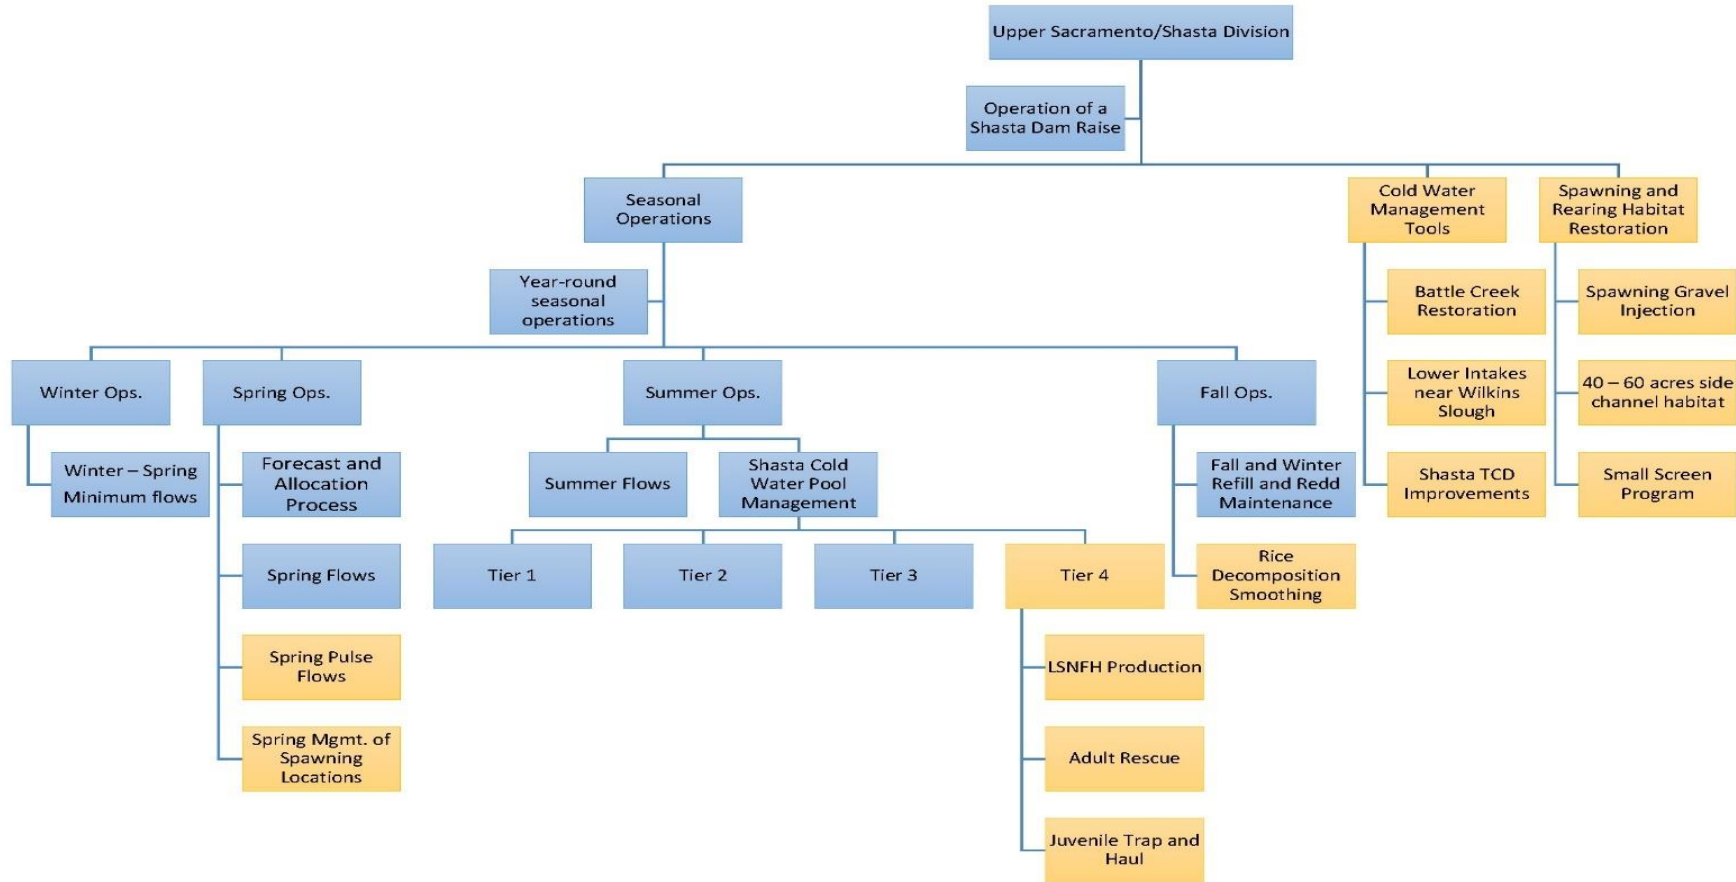 Upper Sacramento/Shasta Division
Operation of a
Shasta Dam Raise
Seasonal
Operations
Cold Water
Management
Tools
Spawning and
Rearing Habitat
Restoration
Year-round
seasonal
operations
Battle Creek
Restoration
Spawning Gravel
Injection
Winter Ops.
Spring Ops.
Summer Ops.
Fall Ops.
Lower Intakes
near Wilkins
Slough
40 – 60 acres side
channel habitat
Winter – Spring
Minimum flows
Forecast and
Allocation
Process
Summer Flows
Shasta Cold
Water Pool
Management
Fall and Winter
Refill and Redd
Maintenance
Shasta TCD
Improvements
Small Screen
Program
Spring Flows
Tier 1
Tier 2
Tier 3
Tier 4
Rice
Decomposition
Smoothing
Spring Pulse
Flows
LSNFH Production
Spring Mgmt. of
Spawning
Locations
Adult Rescue
Juvenile Trap and
Haul